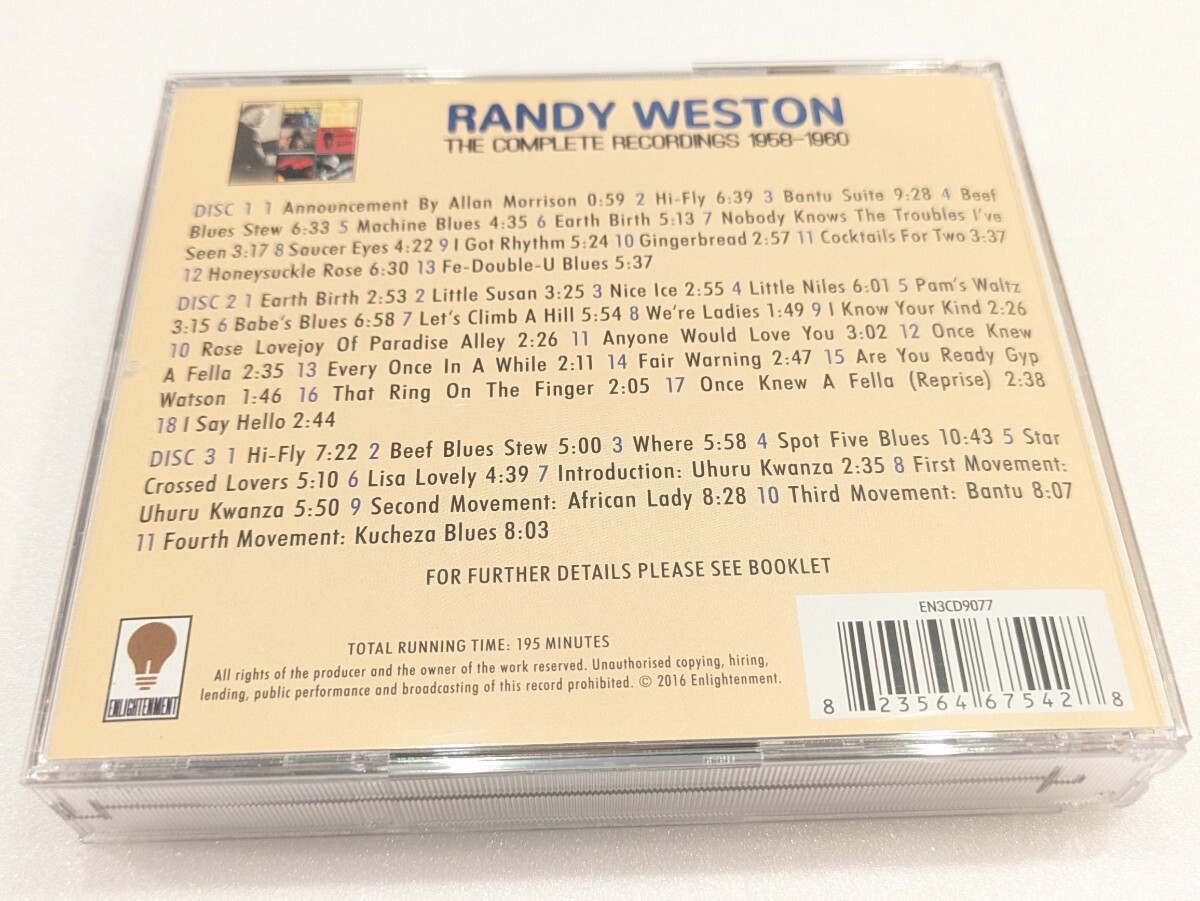 RANDY WESTON
THE COMPLETE RECORDINGS 1958–1960
DISC 1 1 Announcement By Allan Morrison 0:59 2 Hi-Fly 6:39 3 Bantu Suite 9:28 4 Beef
Blues Stew 6:33 5 Machine Blues 4:35 6 Earth Birth 5:13 7 Nobody Knows The Troubles I've
Seen 3:17 8 Saucer Eyes 4:22 9 I Got Rhythm 5:24 10 Gingerbread 2:57 11 Cocktails For Two 3:37
12 Honeysuckle Rose 6:30 13 Fe-Double-U Blues 5:37
DISC 2 1 Earth Birth 2:53 2 Little Susan 3:25 3 Nice Ice 2:55 4 Little Niles 6:01 5 Pam's Waltz
3:15 6 Babe's Blues 6:58 7 Let's Climb A Hill 5:54 8 We're Ladies 1:49 9 I Know Your Kind 2:26
10 Rose Lovejoy Of Paradise Alley 2:26 11 Anyone Would Love You 3:02 12 Once Knew
A Fella 2:35 13 Every Once In A While 2:11 14 Fair Warning 2:47 15 Are You Ready Gyp
Watson 1:46 16 That Ring On The Finger 2:05 17 Once Knew A Fella (Reprise) 2:38
18 I Say Hello 2:44
DISC 3 1 Hi-Fly 7:22 2 Beef Blues Stew 5:00 3 Where 5:58 4 Spot Five Blues 10:43 5 Star
Crossed Lovers 5:10 6 Lisa Lovely 4:39 7 Introduction: Uhuru Kwanza 2:35 8 First Movement:
Uhuru Kwanza 5:50 9 Second Movement: African Lady 8:28 10 Third Movement: Bantu 8:07
11 Fourth Movement: Kucheza Blues 8:03
FOR FURTHER DETAILS PLEASE SEE BOOKLET
ENLIGHTENMENT
TOTAL RUNNING TIME: 195 MINUTES
All rights of the producer and the owner of the work reserved. Unauthorised copying, hiring,
lending, public performance and broadcasting of this record prohibited. © 2016 Enlightenment.
EN3CD9077
8 23564 67542 8